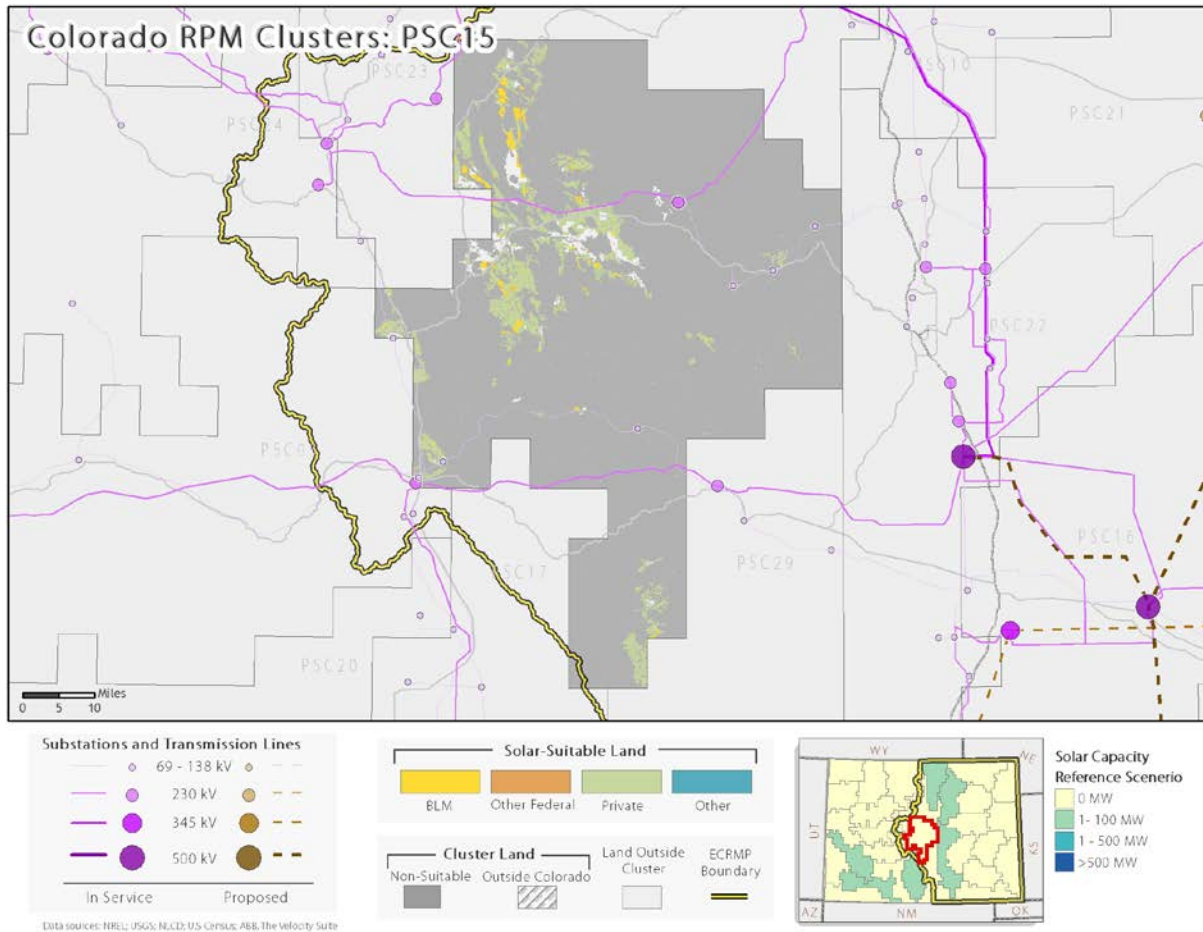 Colorado RPM Clusters: PSC15
PSC23
PSC10
PSC24
PSC21
PSC22
PSC16
PSC17
PSC29
PSC20
Miles
0 5 10
Substations and Transmission Lines
69 - 138 kV
230 kV
345 kV
500 kV
In Service
Proposed
Solar-Suitable Land
BLM
Other Federal
Private
Other
Cluster Land
Non-Suitable
Outside Colorado
Land Outside
Cluster
ECRMP
Boundary
WY
NE
UT
KS
AZ
NM
OK
Solar Capacity
Reference Scenerio
0 MW
1- 100 MW
1 - 500 MW
>500 MW
Data sources: NREL; USGS; NLCD; U.S Census; ABB, The Velocity Suite